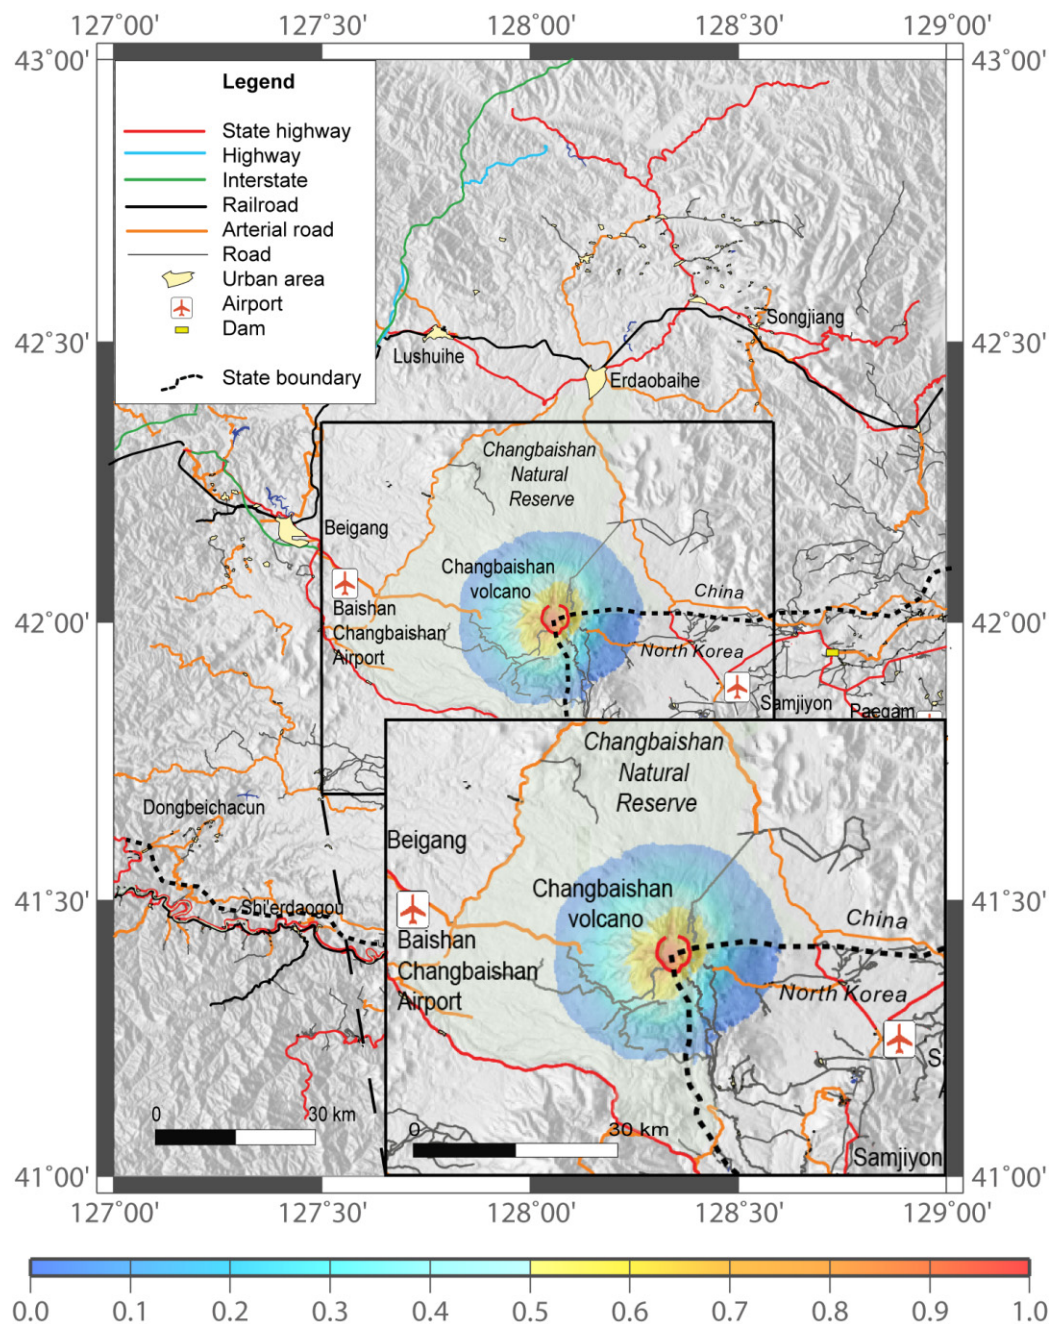 127°00' 127°30' 128°00' 128°30' 129°00'
43°00' 43°00'
Legend
State highway
Highway
Interstate
Railroad
Arterial road
Road
Urban area
Airport
Dam
State boundary
42°30' 42°30'
Songjiang
Lushuihe
Erdaobaihe
Changbaishan
Natural
Reserve
Beigang
Changbaishan
volcano
China
Baishan
Changbaishan
Airport
42°00' 42°00'
North Korea
Samjiyon
Paegam
Changbaishan
Natural
Reserve
Dongbeichacun
Beigang
Changbaishan
volcano
41°30' 41°30'
Shi'erdaogou
China
Baishan
Changbaishan
Airport
North Korea
S
0 30 km
0 30 km
Samjiyon
41°00' 41°00'
127°00' 127°30' 128°00' 128°30' 129°00'
0.0 0.1 0.2 0.3 0.4 0.5 0.6 0.7 0.8 0.9 1.0